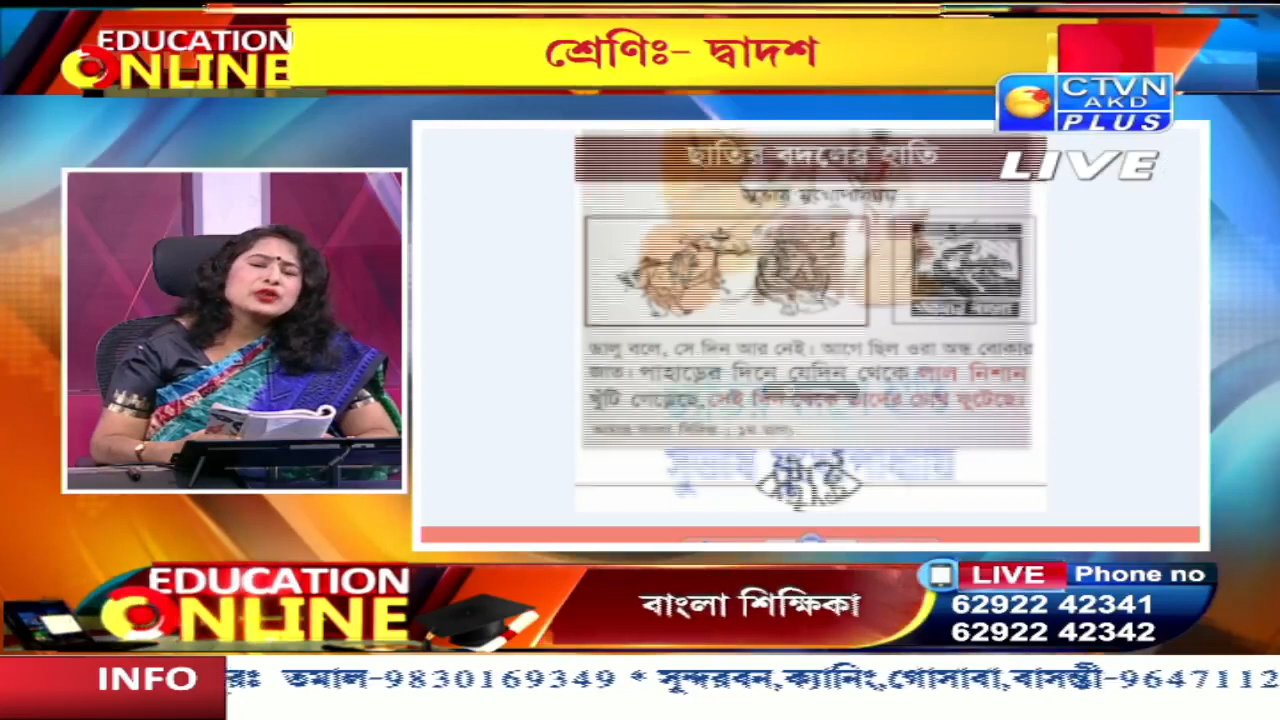 EDUCATION
ONLINE
শ্রেণিঃ- দ্বাদশ
CTVN
AKD
PLUS
LIVE
ছাতির বদলের হাতি
সুভাষ মুখোপাধ্যায়
ডালু বলে, সে দিন আর নেই। আগে ছিল ওরা অন্ধ বোকার
জাত। পাহাড়ের দিনে যেদিন থেকে লাল নিশান
খুঁটি গেড়েছে, সেই দিন থেকে তাদের চোখ ফুটেছে।
EDUCATION
ONLINE
বাংলা শিক্ষিকা
LIVE Phone no
62922 42341
62922 42342
INFO
রঃ তমাল-9830169349 * সুন্দরবন,ক্যানিং,গোসাবা,বাসন্তী-9647112